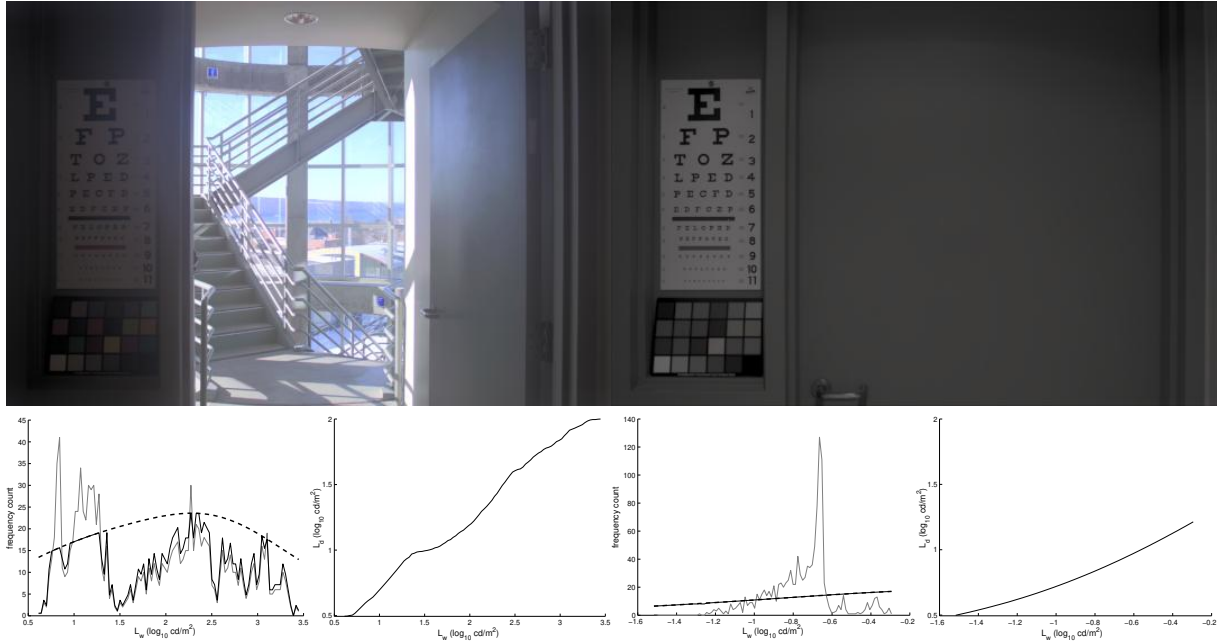 E
F P
T O Z
L P E D
P E C F D
E D F C Z P
8
10
11
E 1
F P 2
T O Z 3
L P E D 4
P E C F D 5
E D F C Z P 6
F E L O P Z D 7
D E F P O T E C 8
9
10
11
frequency count
45
40
35
30
25
20
15
10
5
0
0.5 1 1.5 2 2.5 3 3.5
L_w (log_10 cd/m^2)
L_d (log_10 cd/m^2)
2
1.5
1
0.5
0.5 1 1.5 2 2.5 3 3.5
L_w (log_10 cd/m^2)
frequency count
140
120
100
80
60
40
20
0
−1.6 −1.4 −1.2 −1 −0.8 −0.6 −0.4 −0.2
L_w (log_10 cd/m^2)
L_d (log_10 cd/m^2)
2
1.5
1
0.5
−1.6 −1.4 −1.2 −1 −0.8 −0.6 −0.4 −0.2
L_w (log_10 cd/m^2)